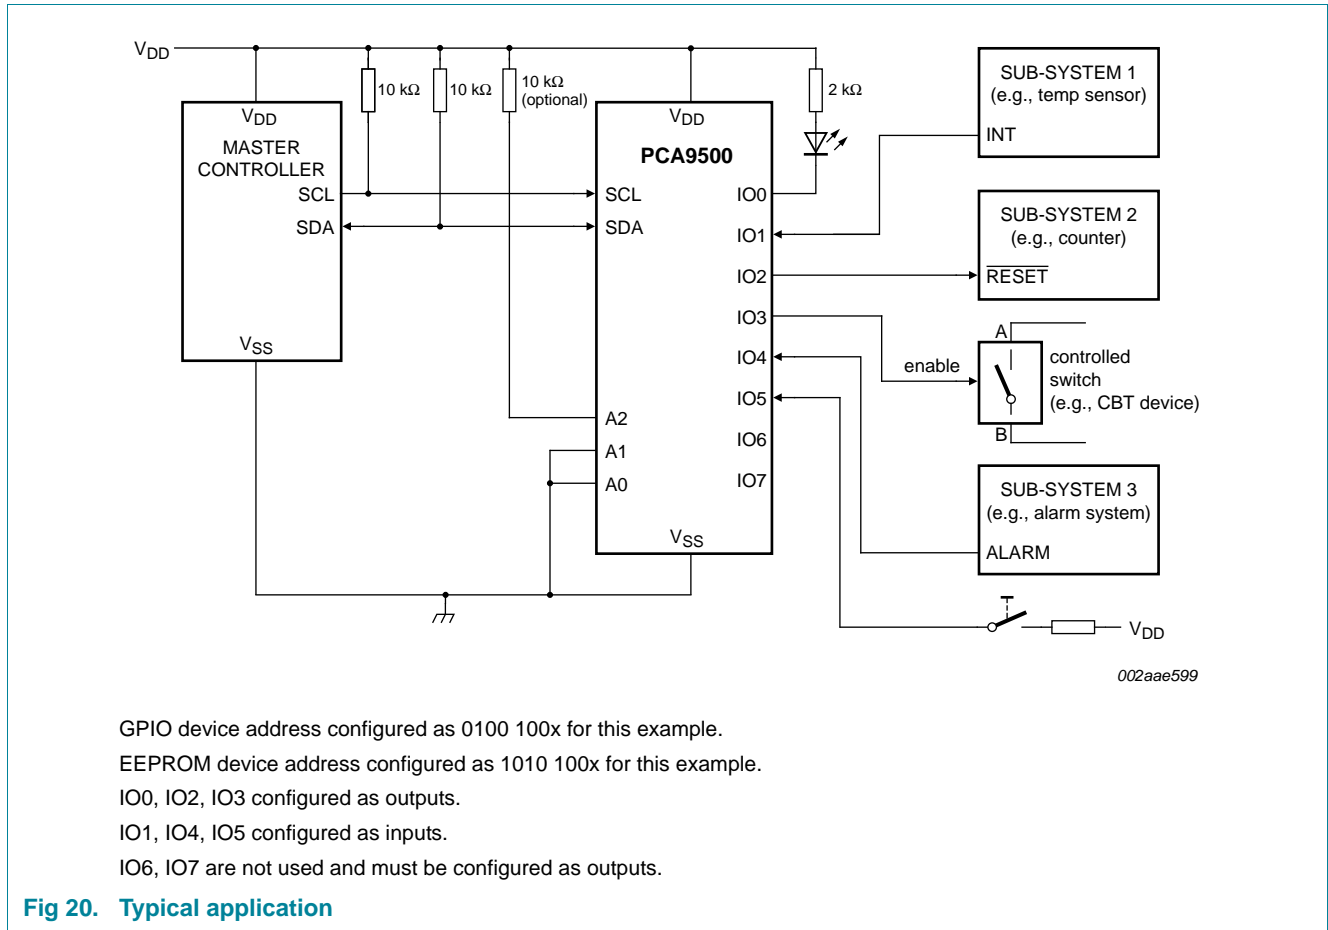 VDD
10 kΩ
10 kΩ
10 kΩ
(optional)
2 kΩ
VDD
MASTER
CONTROLLER
SCL
SDA
VSS
VDD
PCA9500
SCL
SDA
A2
A1
A0
IO0
IO1
IO2
IO3
IO4
IO5
IO6
IO7
VSS
SUB-SYSTEM 1
(e.g., temp sensor)
INT
SUB-SYSTEM 2
(e.g., counter)
RESET
enable
A
B
controlled
switch
(e.g., CBT device)
SUB-SYSTEM 3
(e.g., alarm system)
ALARM
VDD
002aae599
GPIO device address configured as 0100 100x for this example.
EEPROM device address configured as 1010 100x for this example.
IO0, IO2, IO3 configured as outputs.
IO1, IO4, IO5 configured as inputs.
IO6, IO7 are not used and must be configured as outputs.
Fig 20. Typical application